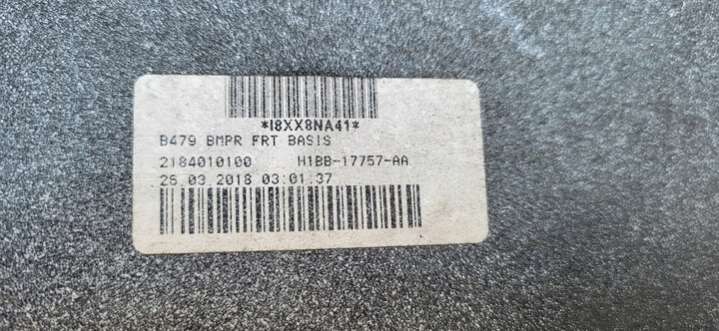 *I8XX8NA41*
B479 BMPR FRT BASIS
2184010100 H1BB-17757-AA
26.03.2018 03:01:37